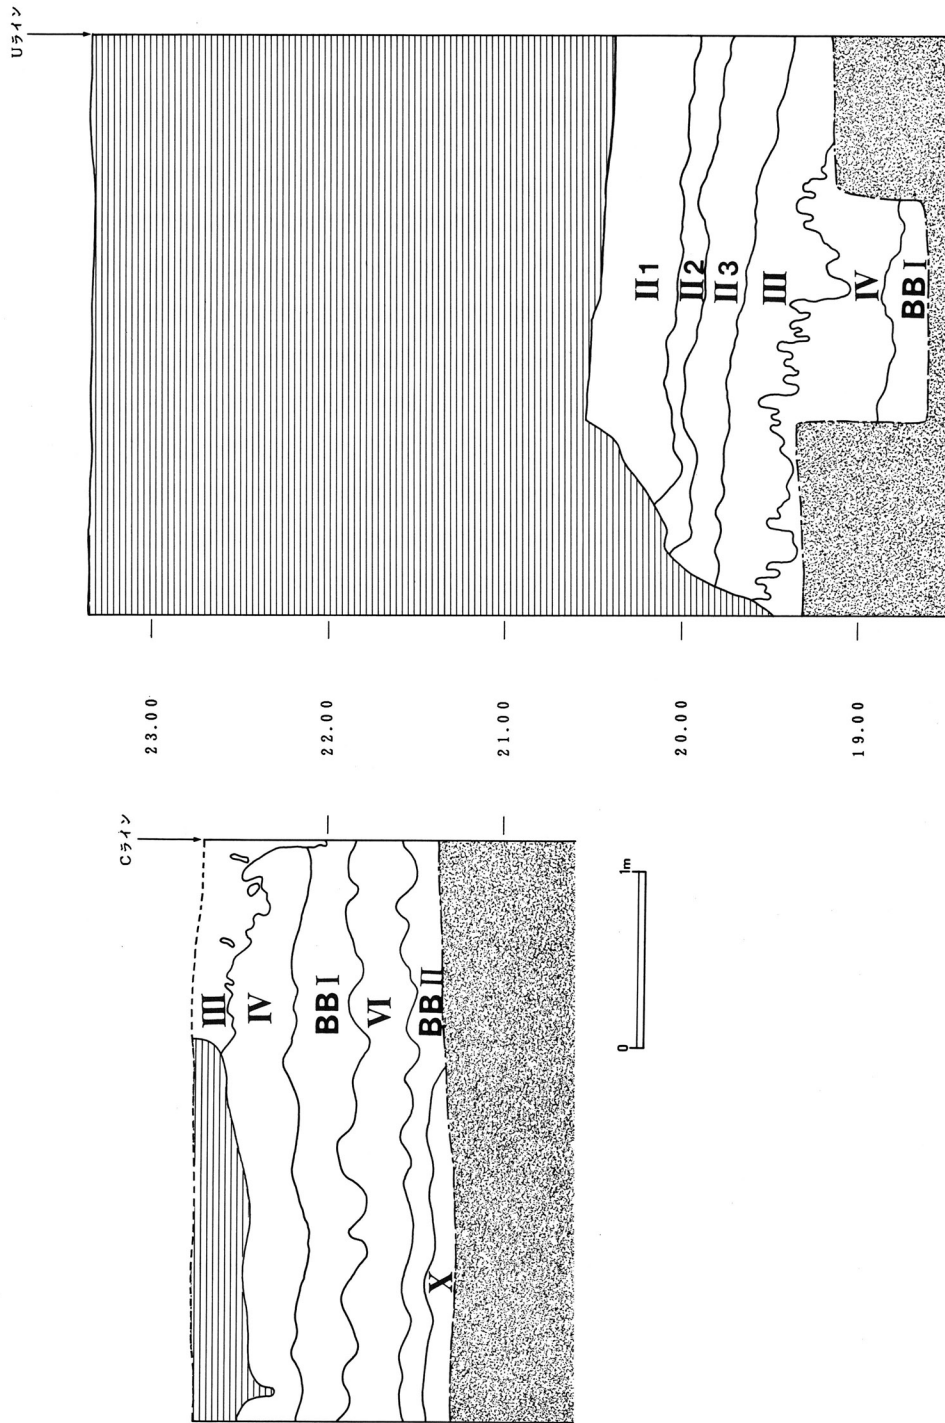 Uライン
II1
II2
II3
III
IV
BBI
23.00
22.00
21.00
20.00
19.00
Cライン
III
IV
BBI
VI
BBII
X
0
1m